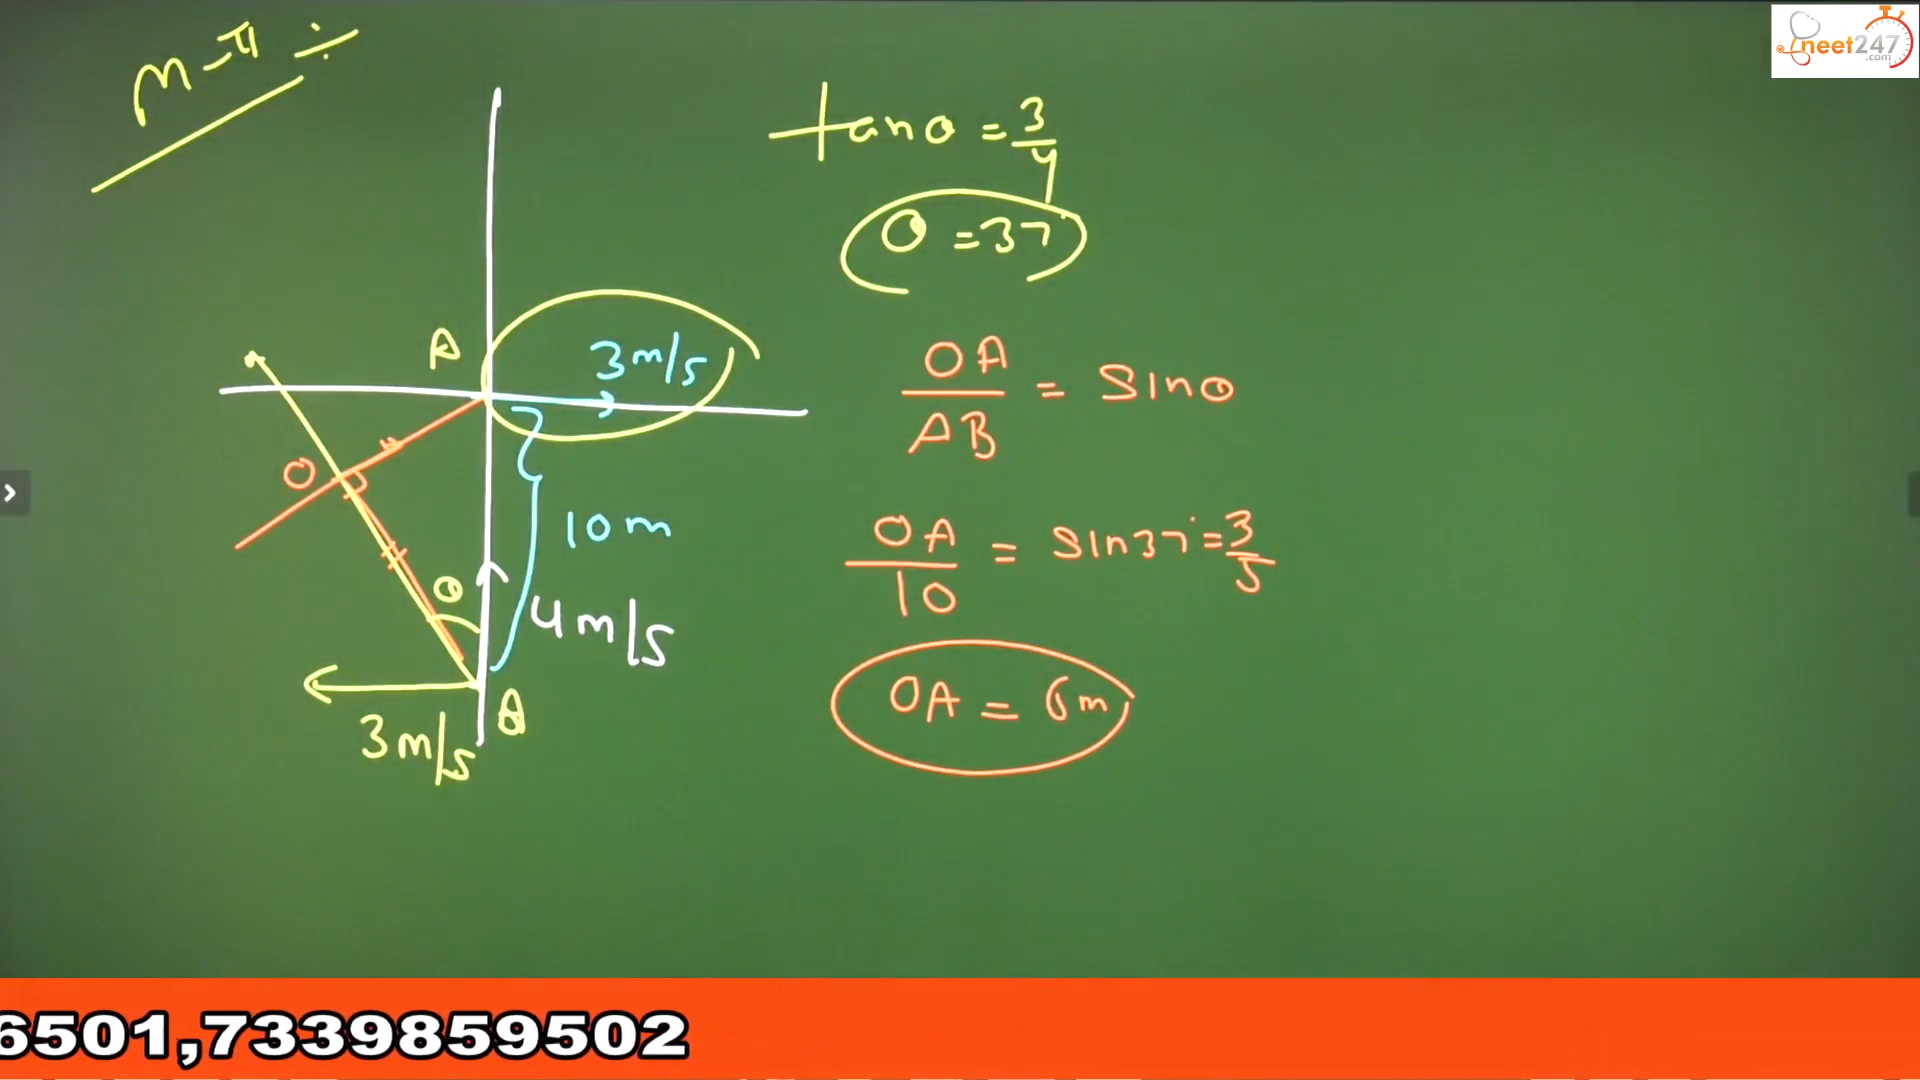 neet247
.com
M-II ÷
tanθ = 3/4
θ = 37°
A
3m/s
OA/AB = sinθ
O
10m
OA/10 = sin37° = 3/5
θ
4m/s
OA = 6m
B
3m/s
6501,7339859502